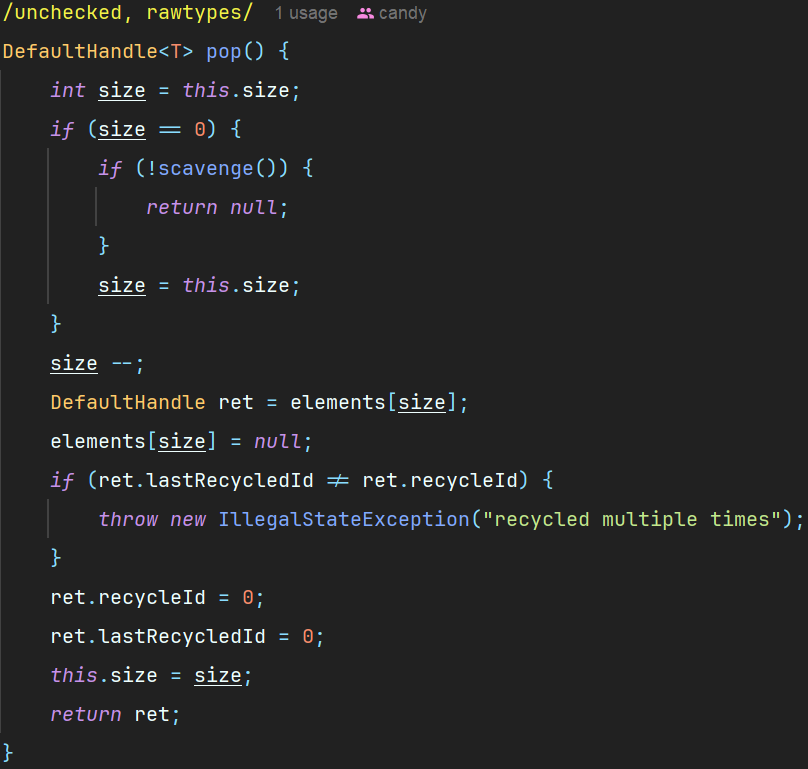 /unchecked, rawtypes/ 1 usage candy
DefaultHandle<T> pop() {
int size = this.size;
if (size == 0) {
if (!scavenge()) {
return null;
}
size = this.size;
}
size --;
DefaultHandle ret = elements[size];
elements[size] = null;
if (ret.lastRecycledId != ret.recycleId) {
throw new IllegalStateException("recycled multiple times");
}
ret.recycleId = 0;
ret.lastRecycledId = 0;
this.size = size;
return ret;
}